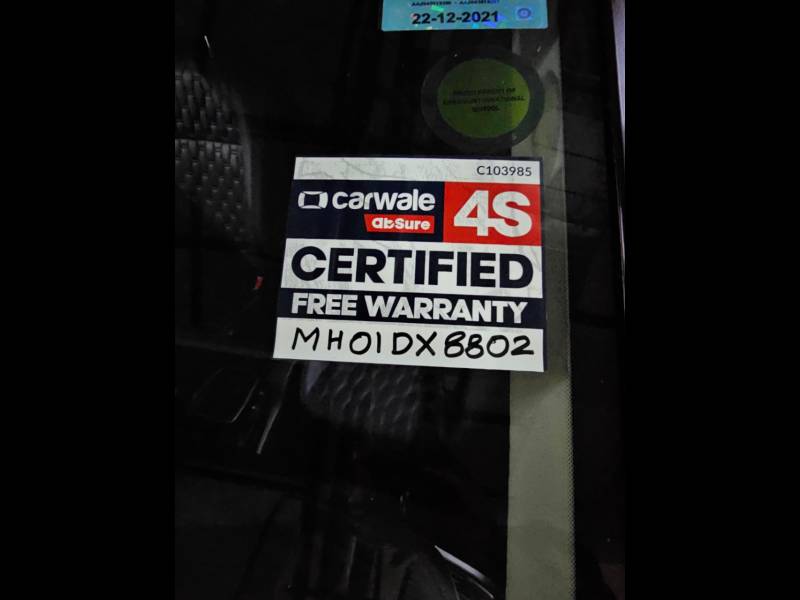 22-12-2021
C103985
carwale 4S
abSure
CERTIFIED
FREE WARRANTY
MH01DX8802